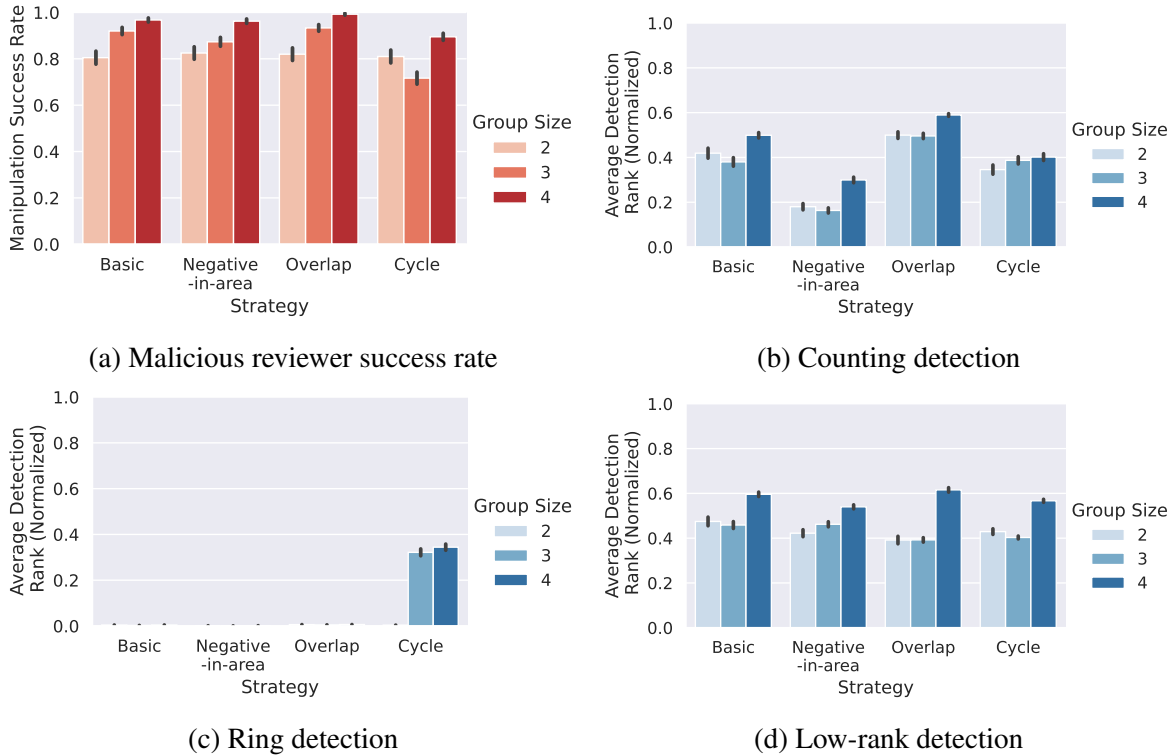 1.0
0.8
0.6
0.4
0.2
0.0
Manipulation Success Rate
Basic
Negative
-in-area
Overlap
Cycle
Strategy
Group Size
2
3
4
(a) Malicious reviewer success rate
1.0
0.8
0.6
0.4
0.2
0.0
Average Detection
Rank (Normalized)
Basic
Negative
-in-area
Overlap
Cycle
Strategy
Group Size
2
3
4
(b) Counting detection
1.0
0.8
0.6
0.4
0.2
0.0
Average Detection
Rank (Normalized)
Basic
Negative
-in-area
Overlap
Cycle
Strategy
Group Size
2
3
4
(c) Ring detection
1.0
0.8
0.6
0.4
0.2
0.0
Average Detection
Rank (Normalized)
Basic
Negative
-in-area
Overlap
Cycle
Strategy
Group Size
2
3
4
(d) Low-rank detection